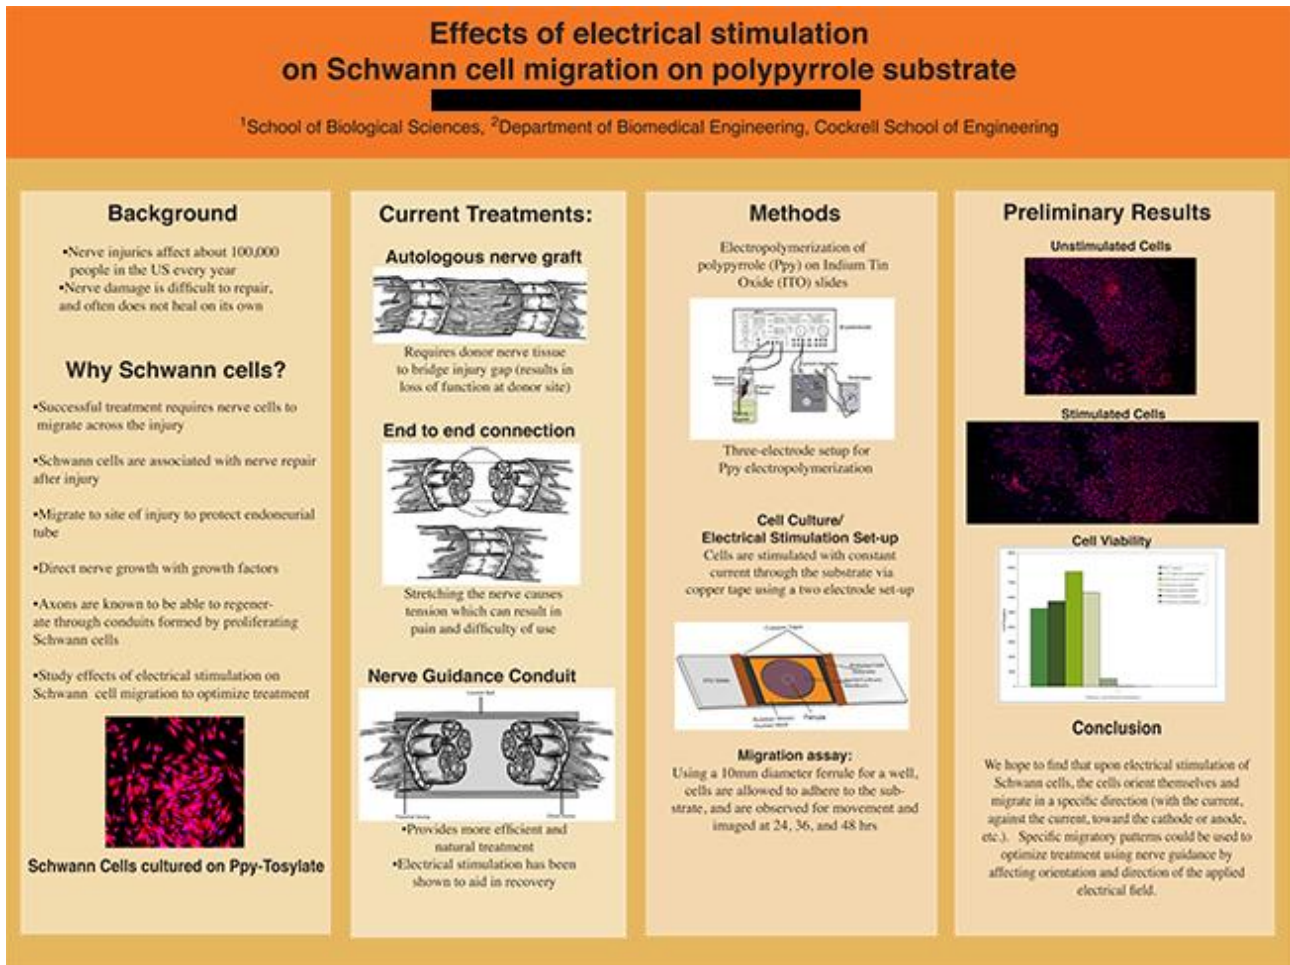 Effects of electrical stimulation
on Schwann cell migration on polypyrrole substrate
¹School of Biological Sciences, ²Department of Biomedical Engineering, Cockrell School of Engineering
Background
•Nerve injuries affect about 100,000
people in the US every year
•Nerve damage is difficult to repair,
and often does not heal on its own
Why Schwann cells?
•Successful treatment requires nerve cells to
migrate across the injury
•Schwann cells are associated with nerve repair
after injury
•Migrate to site of injury to protect endoneurial
tube
•Direct nerve growth with growth factors
•Axons are known to be able to regener-
ate through conduits formed by proliferating
Schwann cells
•Study effects of electrical stimulation on
Schwann cell migration to optimize treatment
Schwann Cells cultured on Ppy-Tosylate
Current Treatments:
Autologous nerve graft
Requires donor nerve tissue
to bridge injury gap (results in
loss of function at donor site)
End to end connection
Stretching the nerve causes
tension which can result in
pain and difficulty of use
Nerve Guidance Conduit
•Provides more efficient and
natural treatment
•Electrical stimulation has been
shown to aid in recovery
Methods
Electropolymerization of
polypyrrole (Ppy) on Indium Tin
Oxide (ITO) slides
Three-electrode setup for
Ppy electropolymerization
Cell Culture/
Electrical Stimulation Set-up
Cells are stimulated with constant
current through the substrate via
copper tape using a two electrode set-up
Copper Tape
ITO Slide
Ferrule
Migration assay:
Using a 10mm diameter ferrule for a well,
cells are allowed to adhere to the sub-
strate, and are observed for movement and
imaged at 24, 36, and 48 hrs
Preliminary Results
Unstimulated Cells
Stimulated Cells
Cell Viability
Conclusion
We hope to find that upon electrical stimulation of
Schwann cells, the cells orient themselves and
migrate in a specific direction (with the current,
against the current, toward the cathode or anode,
etc.). Specific migratory patterns could be used to
optimize treatment using nerve guidance by
affecting orientation and direction of the applied
electrical field.